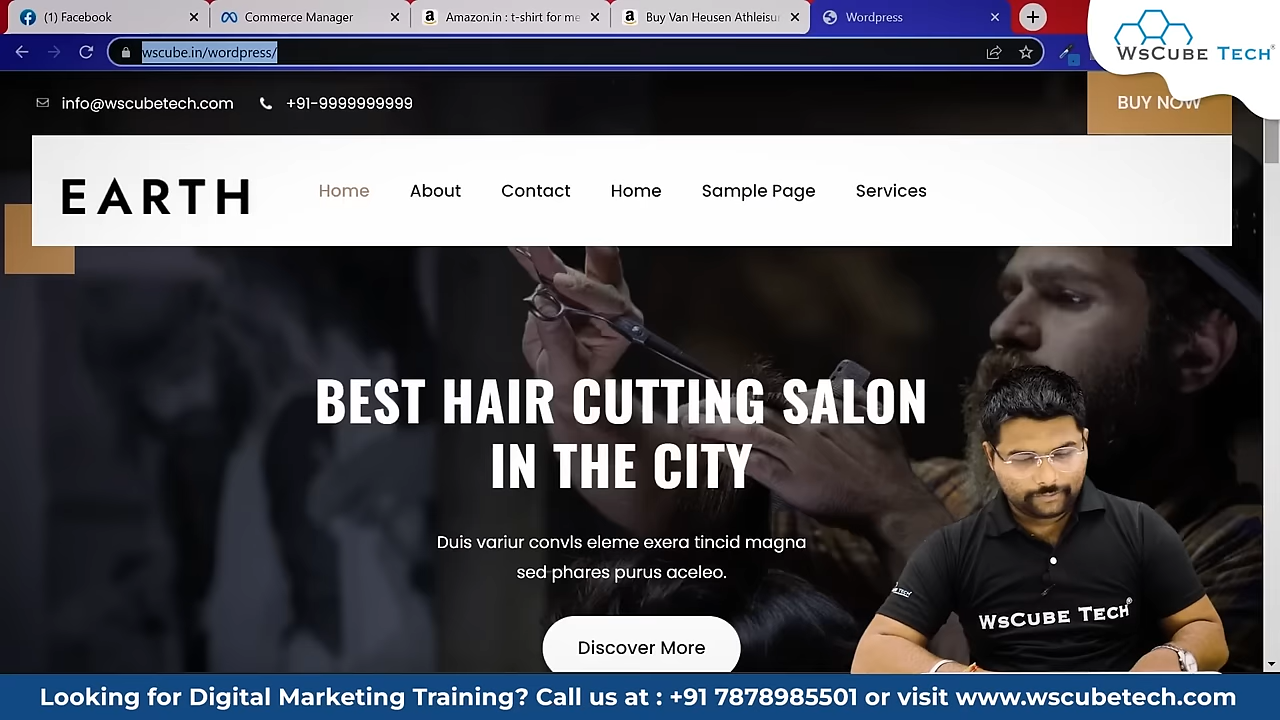 (1) Facebook
Commerce Manager
Amazon.in : t-shirt for me
Buy Van Heusen Athleisur
Wordpress
wscube.in/wordpress/
WsCube Tech
info@wscubetech.com
+91-9999999999
BUY NOW
EARTH
Home
About
Contact
Home
Sample Page
Services
BEST HAIR CUTTING SALON
IN THE CITY
Duis variur convls eleme exera tincid magna
sed phares purus aceleo.
Discover More
WsCube Tech
Looking for Digital Marketing Training? Call us at : +91 7878985501 or visit www.wscubetech.com